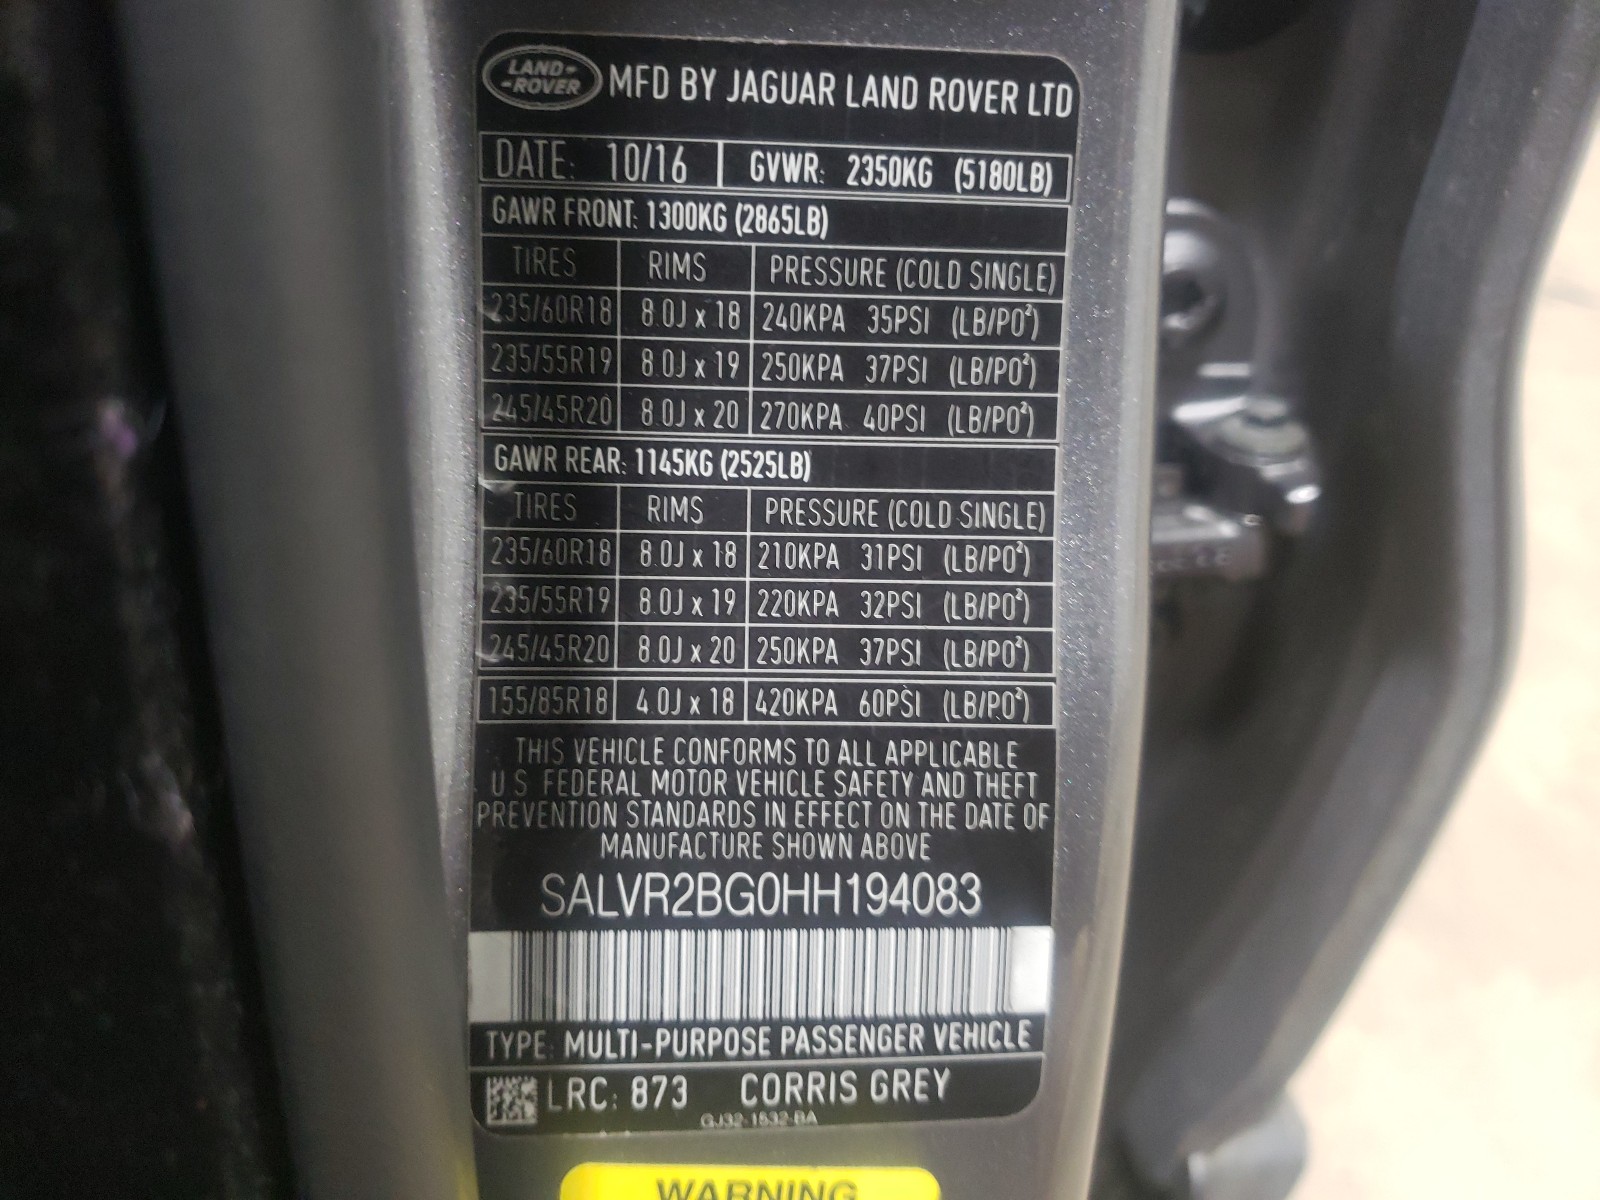 LAND-
-ROVER
MFD BY JAGUAR LAND ROVER LTD
DATE: 10/16 GVWR: 2350KG (5180LB)
GAWR FRONT: 1300KG (2865LB)
TIRES RIMS PRESSURE (COLD SINGLE)
235/60R18 8.0J x 18 240KPA 35PSI (LB/PO²)
235/55R19 8.0J x 19 250KPA 37PSI (LB/PO²)
245/45R20 8.0J x 20 270KPA 40PSI (LB/PO²)
GAWR REAR: 1145KG (2525LB)
TIRES RIMS PRESSURE (COLD SINGLE)
235/60R18 8.0J x 18 210KPA 31PSI (LB/PO²)
235/55R19 8.0J x 19 220KPA 32PSI (LB/PO²)
245/45R20 8.0J x 20 250KPA 37PSI (LB/PO²)
155/85R18 4.0J x 18 420KPA 60PSI (LB/PO²)
THIS VEHICLE CONFORMS TO ALL APPLICABLE
U.S FEDERAL MOTOR VEHICLE SAFETY AND THEFT
PREVENTION STANDARDS IN EFFECT ON THE DATE OF
MANUFACTURE SHOWN ABOVE
SALVR2BG0HH194083
TYPE: MULTI-PURPOSE PASSENGER VEHICLE
LRC: 873 CORRIS GREY
GJ32-1532-BA
WARNING